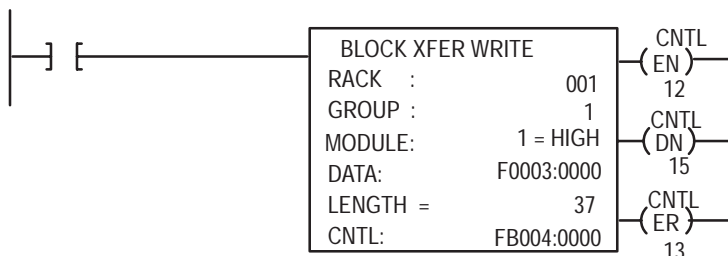 BLOCK XFER WRITE
RACK : 001
GROUP : 1
MODULE: 1 = HIGH
DATA: F0003:0000
LENGTH = 37
CNTL: FB004:0000
CNTL
EN
12
CNTL
DN
15
CNTL
ER
13